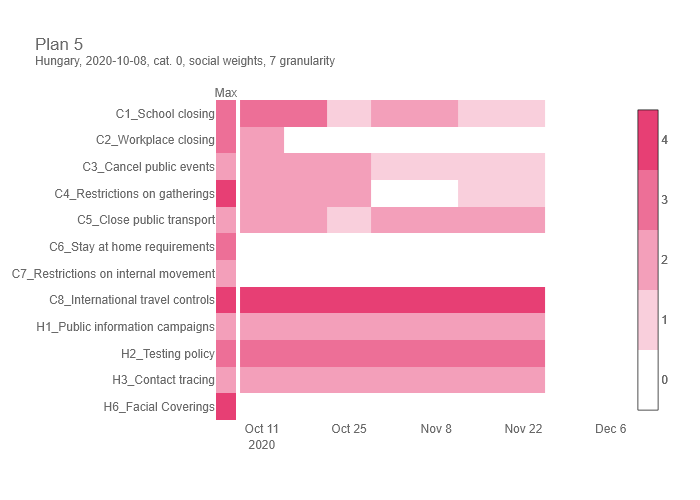 Plan 5
Hungary, 2020-10-08, cat. 0, social weights, 7 granularity
Max
C1_School closing
C2_Workplace closing
C3_Cancel public events
C4_Restrictions on gatherings
C5_Close public transport
C6_Stay at home requirements
C7_Restrictions on internal movement
C8_International travel controls
H1_Public information campaigns
H2_Testing policy
H3_Contact tracing
H6_Facial Coverings
Oct 11 Oct 25 Nov 8 Nov 22 Dec 6
2020
4
3
2
1
0